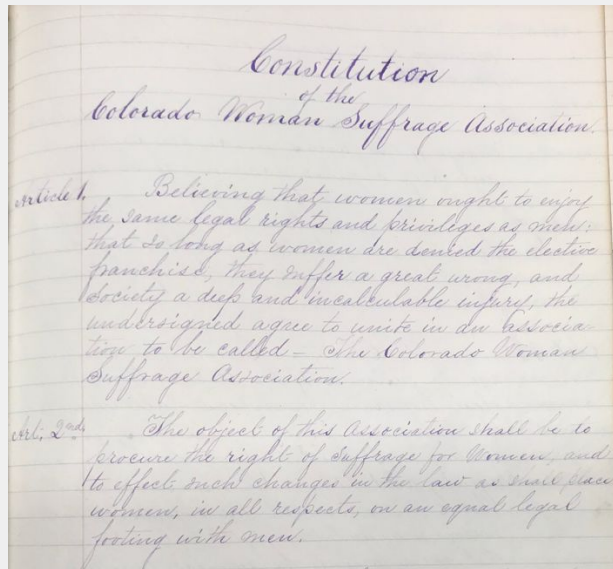 Constitution
of the
Colorado Woman Suffrage Association.
Article 1. Believing that women ought to enjoy
the same legal rights and privileges as men;
that so long as women are denied the elective
franchise, they suffer a great wrong, and
society a deep and incalculable injury, the
undersigned agree to unite in an associa-
tion to be called - The Colorado Woman
Suffrage Association.
Art. 2nd. The object of this Association shall be to
procure the right of suffrage for Women, and
to effect such changes in the law as shall place
women, in all respects, on an equal legal
footing with men.